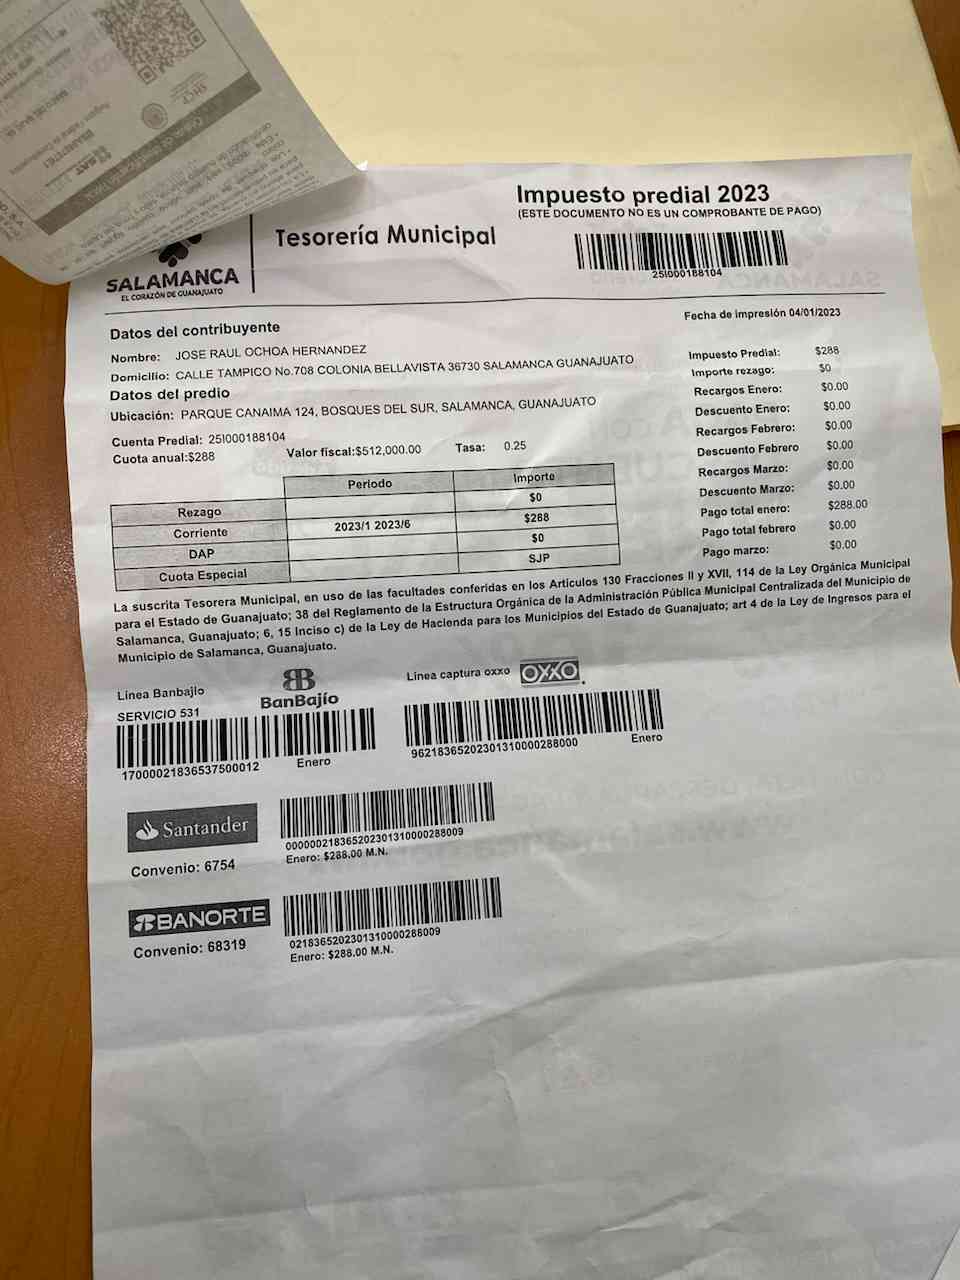 Impuesto predial 2023
(ESTE DOCUMENTO NO ES UN COMPROBANTE DE PAGO)
Tesorería Municipal
25I000188104
SALAMANCA
EL CORAZÓN DE GUANAJUATO
Fecha de impresión 04/01/2023
Datos del contribuyente
Nombre: JOSE RAUL OCHOA HERNANDEZ
Domicilio: CALLE TAMPICO No.708 COLONIA BELLAVISTA 36730 SALAMANCA GUANAJUATO
Datos del predio
Ubicación: PARQUE CANAIMA 124, BOSQUES DEL SUR, SALAMANCA, GUANAJUATO
Cuenta Predial: 25I000188104
Cuota anual:$288 Valor fiscal:$512,000.00 Tasa: 0.25
Impuesto Predial: $288
Importe rezago: $0
Recargos Enero: $0.00
Descuento Enero: $0.00
Recargos Febrero: $0.00
Descuento Febrero $0.00
Recargos Marzo: $0.00
Descuento Marzo: $0.00
Pago total enero: $288.00
Pago total febrero $0.00
Pago marzo: $0.00
Periodo Importe
Rezago $0
Corriente 2023/1 2023/6 $288
DAP $0
Cuota Especial SJP
La suscrita Tesorera Municipal, en uso de las facultades conferidas en los Articulos 130 Fracciones II y XVII, 114 de la Ley Orgánica Municipal
para el Estado de Guanajuato; 38 del Reglamento de la Estructura Orgánica de la Administración Pública Municipal Centralizada del Municipio de
Salamanca, Guanajuato; 6, 15 Inciso c) de la Ley de Hacienda para los Municipios del Estado de Guanajuato; art 4 de la Ley de Ingresos para el
Municipio de Salamanca, Guanajuato.
Linea Banbajio BanBajío
SERVICIO 531
17000021836537500012 Enero
Linea captura oxxo OXXO
96218365202301310000288000 Enero
Santander
Convenio: 6754
000000218365202301310000288009
Enero: $288.00 M.N.
BANORTE
Convenio: 68319
0218365202301310000288009
Enero: $288.00 M.N.